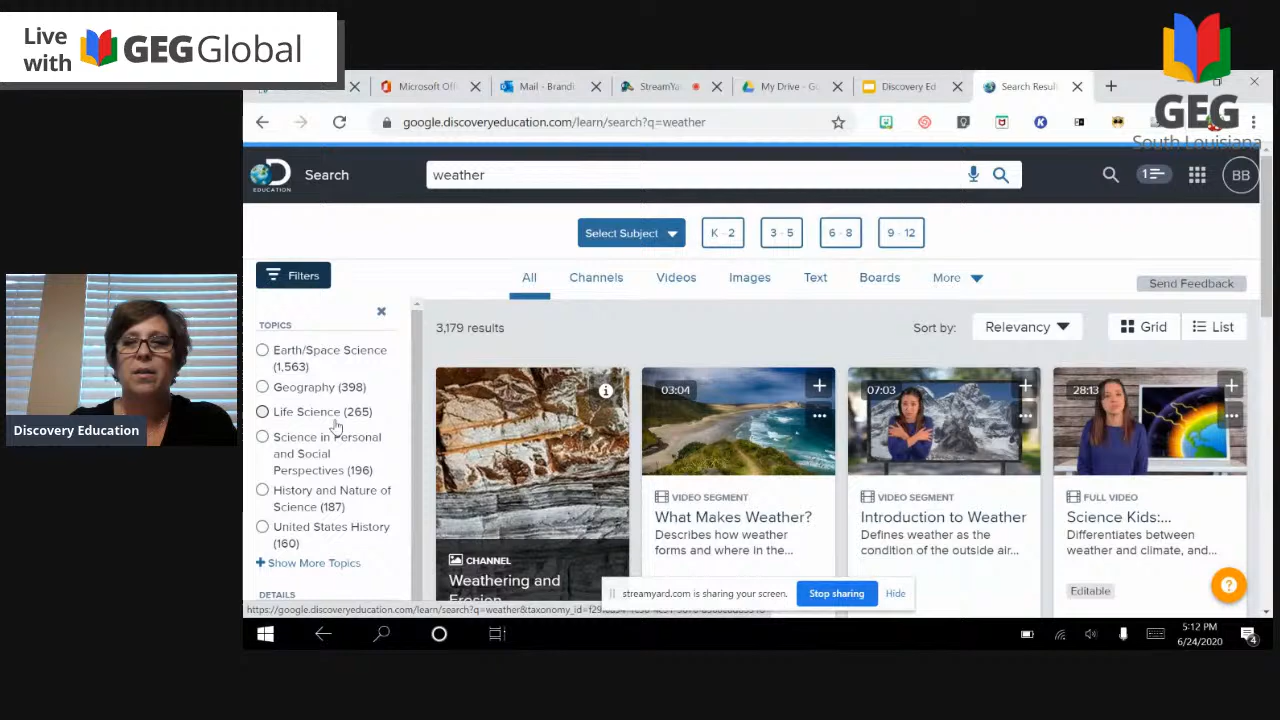 Live with GEG Global
GEG
South Louisiana
Microsoft Off
Mail - Brandi
StreamYa
My Drive - G
Discovery Ed
Search Resul
google.discoveryeducation.com/learn/search?q=weather
EDUCATION
Search
weather
1
BB
Select Subject
K - 2
3 - 5
6 - 8
9 - 12
Filters
All
Channels
Videos
Images
Text
Boards
More
Send Feedback
TOPICS
Earth/Space Science
(1,563)
Geography (398)
Life Science (265)
Science in Personal
and Social
Perspectives (196)
History and Nature of
Science (187)
United States History
(160)
Show More Topics
DETAILS
3,179 results
Sort by:
Relevancy
Grid
List
CHANNEL
Weathering and
Erosion
03:04
VIDEO SEGMENT
What Makes Weather?
Describes how weather
forms and where in the...
07:03
VIDEO SEGMENT
Introduction to Weather
Defines weather as the
condition of the outside air...
28:13
FULL VIDEO
Science Kids:...
Differentiates between
weather and climate, and...
Editable
streamyard.com is sharing your screen.
Stop sharing
Hide
Discovery Education
5:12 PM
6/24/2020
4